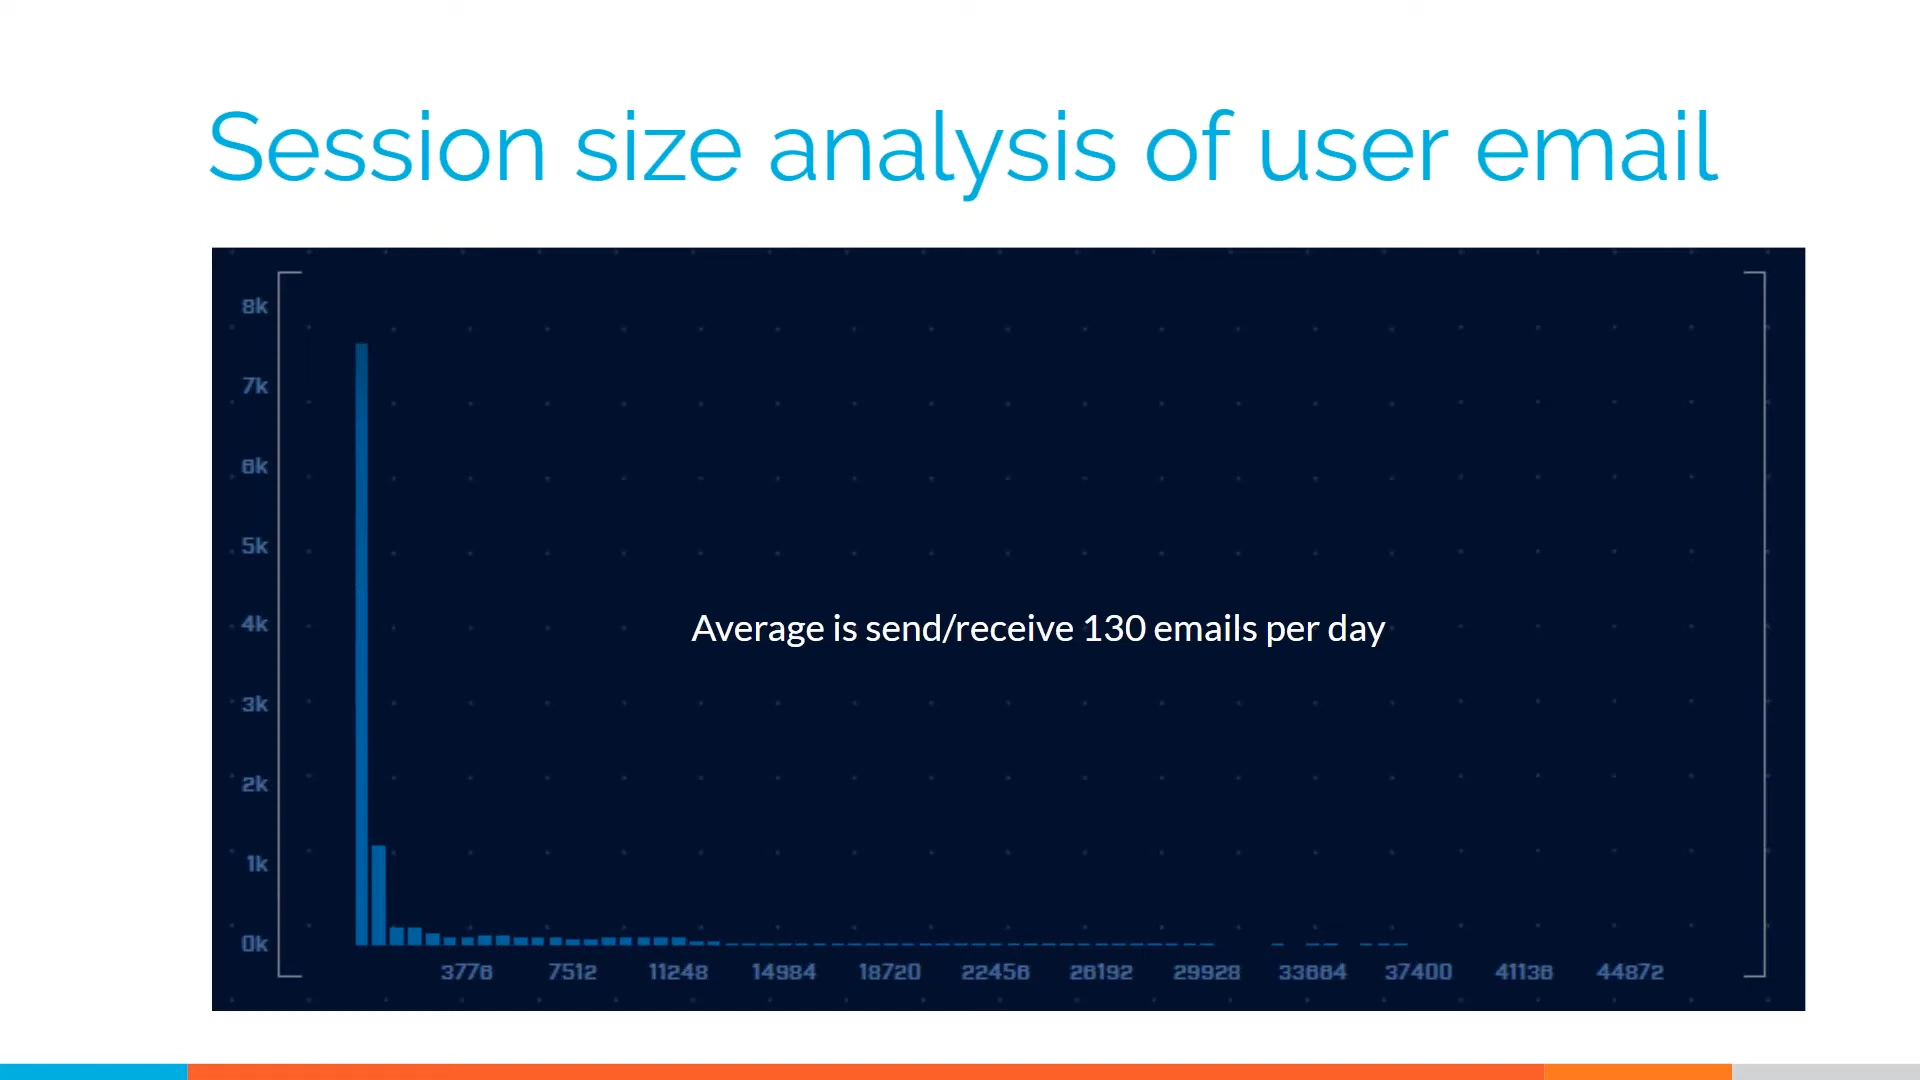 Session size analysis of user email
8k
7k
6k
5k
4k
3k
2k
1k
0k
Average is send/receive 130 emails per day
3776 7512 11248 14984 18720 22456 26192 29928 33664 37400 41136 44872